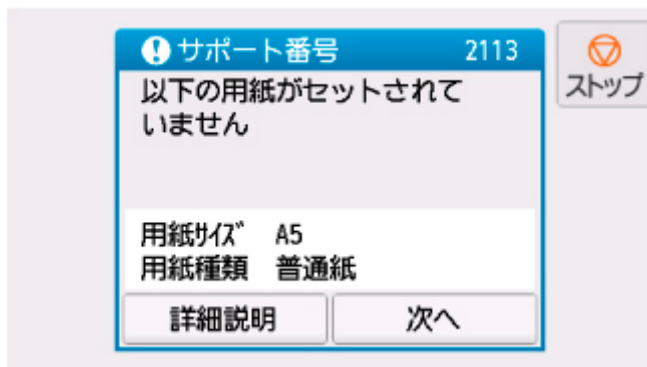 サポート番号 2113
ストップ
以下の用紙がセットされて
いません
用紙ｻｲｽﾞ A5
用紙種類 普通紙
詳細説明 次へ